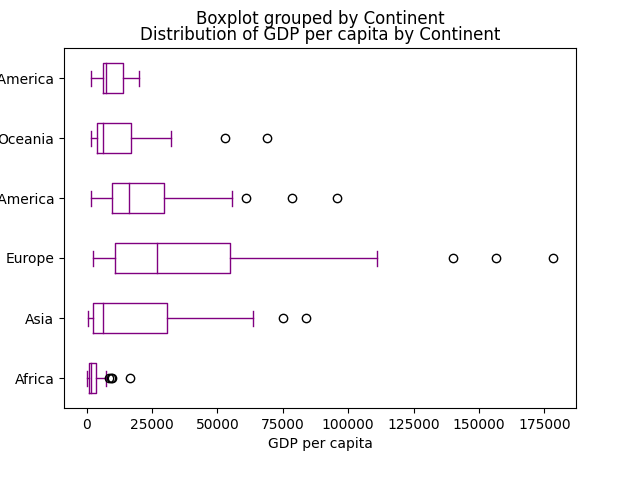 Boxplot grouped by Continent
Distribution of GDP per capita by Continent
America
Oceania
America
Europe
Asia
Africa
0 25000 50000 75000 100000 125000 150000 175000
GDP per capita